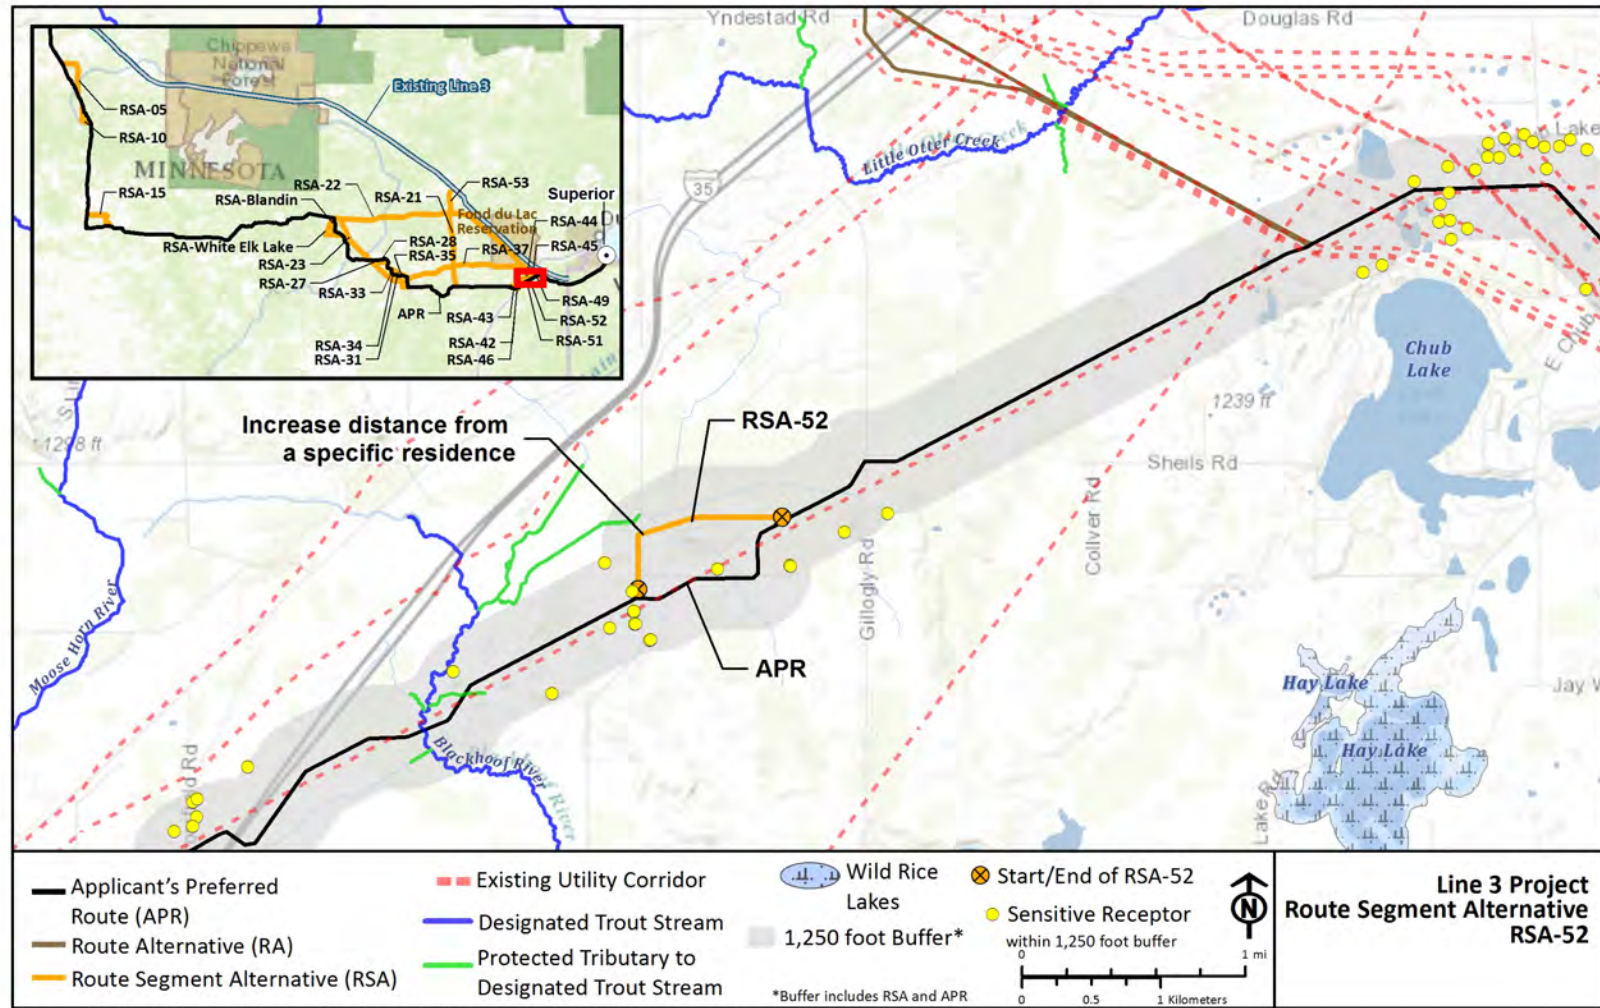 Yndestad Rd
Douglas Rd
Chippewa
National
Forest
Existing Line 3
RSA-05
RSA-10
MINNESOTA
RSA-15
RSA-22
RSA-53
RSA-Blandin
RSA-21
Superior
Fond du Lac
Reservation
RSA-44
RSA-White Elk Lake
RSA-28
RSA-45
RSA-35
RSA-37
RSA-23
RSA-27
RSA-33
RSA-49
APR
RSA-43
RSA-52
RSA-34
RSA-42
RSA-51
RSA-31
RSA-46
35
Little Otter Creek
Lake
Chub
Lake
E Chub
1239 ft
1298 ft
Increase distance from
a specific residence
RSA-52
Sheils Rd
Collver Rd
Gillogly Rd
APR
Moose Horn River
Blackhoof River
Hay Lake
Hay Lake
Jay W
Lake Rd
Applicant's Preferred
Route (APR)
Route Alternative (RA)
Route Segment Alternative (RSA)
Existing Utility Corridor
Designated Trout Stream
Protected Tributary to
Designated Trout Stream
Wild Rice
Lakes
1,250 foot Buffer*
*Buffer includes RSA and APR
Start/End of RSA-52
Sensitive Receptor
within 1,250 foot buffer
0 1 mi
0 0.5 1 Kilometers
N
Line 3 Project
Route Segment Alternative
RSA-52